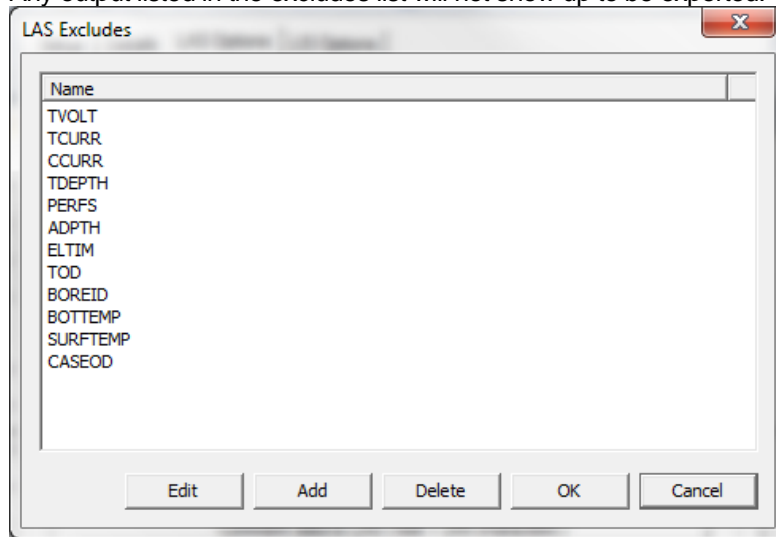 Any output listed in the excludes list will not show up to be exported.
LAS Excludes
Name
TVOLT
TCURR
CCURR
TDEPTH
PERFS
ADPTH
ELTIM
TOD
BOREID
BOTTEMP
SURFTEMP
CASEOD
Edit Add Delete OK Cancel